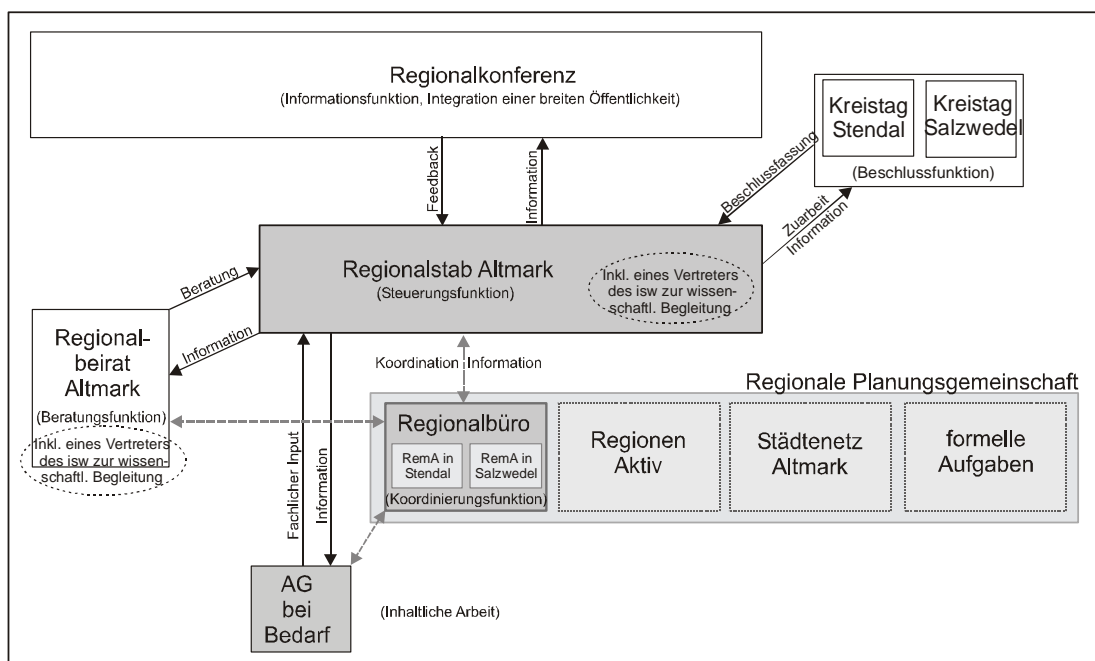 Regionalkonferenz
(Informationsfunktion, Integration einer breiten Öffentlichkeit)
Kreistag
Stendal
Kreistag
Salzwedel
(Beschlussfunktion)
Feedback
Information
Beschlussfassung
Zuarbeit
Information
Regionalstab Altmark
(Steuerungsfunktion)
Inkl. eines Vertreters
des isw zur wissen-
schaftl. Begleitung
Beratung
Information
Regional-
beirat
Altmark
(Beratungsfunktion)
Inkl. eines Vertreters
des isw zur wissen-
schaftl. Begleitung
Koordination
Information
Regionale Planungsgemeinschaft
Regionalbüro
RemA in
Stendal
RemA in
Salzwedel
(Koordinierungsfunktion)
Regionen
Aktiv
Städtenetz
Altmark
formelle
Aufgaben
Fachlicher Input
Information
AG
bei
Bedarf
(Inhaltliche Arbeit)